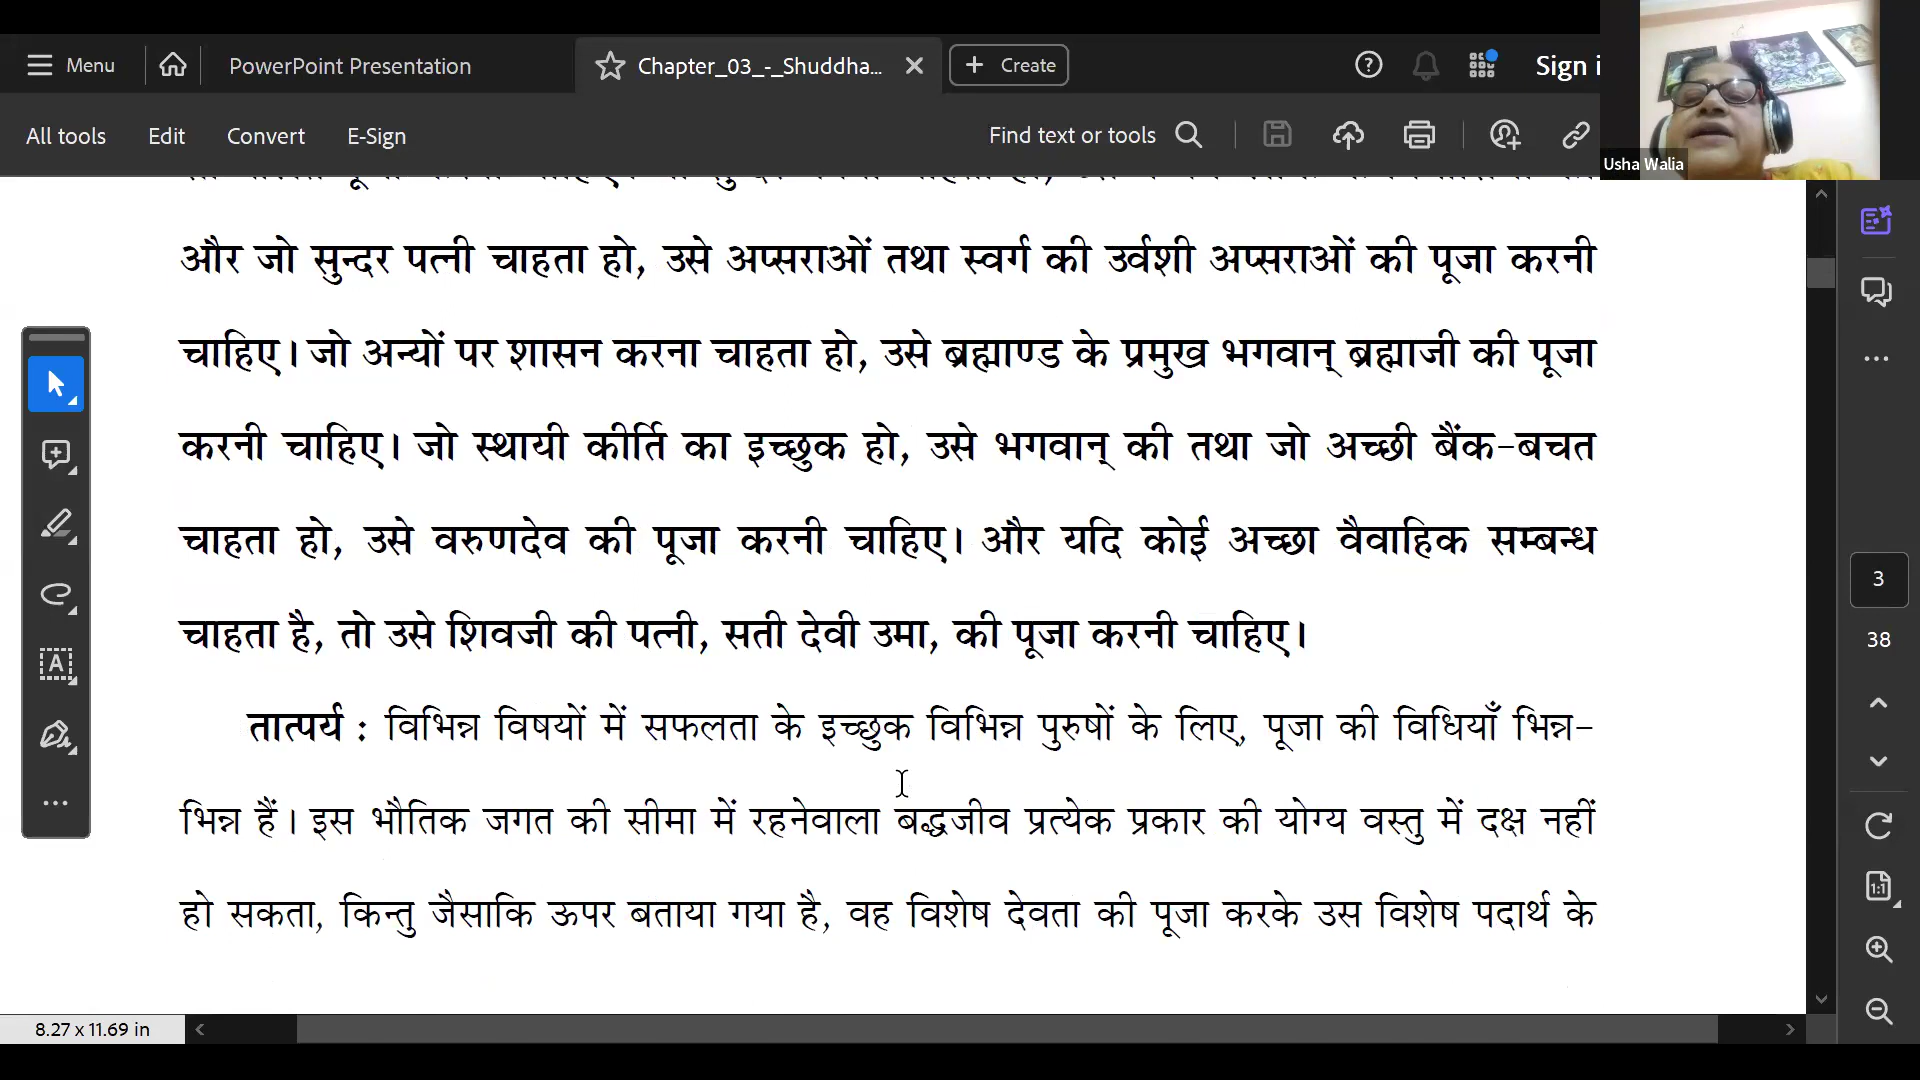 Menu
PowerPoint Presentation
Chapter_03_-_Shuddha...
Create
Sign i
All tools
Edit
Convert
E-Sign
Find text or tools
Usha Walia
और जो सुन्दर पत्नी चाहता हो, उसे अप्सराओं तथा स्वर्ग की उर्वशी अप्सराओं की पूजा करनी
चाहिए। जो अन्यों पर शासन करना चाहता हो, उसे ब्रह्माण्ड के प्रमुख भगवान् ब्रह्माजी की पूजा
करनी चाहिए। जो स्थायी कीर्ति का इच्छुक हो, उसे भगवान् की तथा जो अच्छी बैंक-बचत
चाहता हो, उसे वरुणदेव की पूजा करनी चाहिए। और यदि कोई अच्छा वैवाहिक सम्बन्ध
चाहता है, तो उसे शिवजी की पत्नी, सती देवी उमा, की पूजा करनी चाहिए।
तात्पर्य : विभिन्न विषयों में सफलता के इच्छुक विभिन्न पुरुषों के लिए, पूजा की विधियाँ भिन्न-
भिन्न हैं। इस भौतिक जगत की सीमा में रहनेवाला बद्धजीव प्रत्येक प्रकार की योग्य वस्तु में दक्ष नहीं
हो सकता, किन्तु जैसाकि ऊपर बताया गया है, वह विशेष देवता की पूजा करके उस विशेष पदार्थ के
3
38
8.27 x 11.69 in